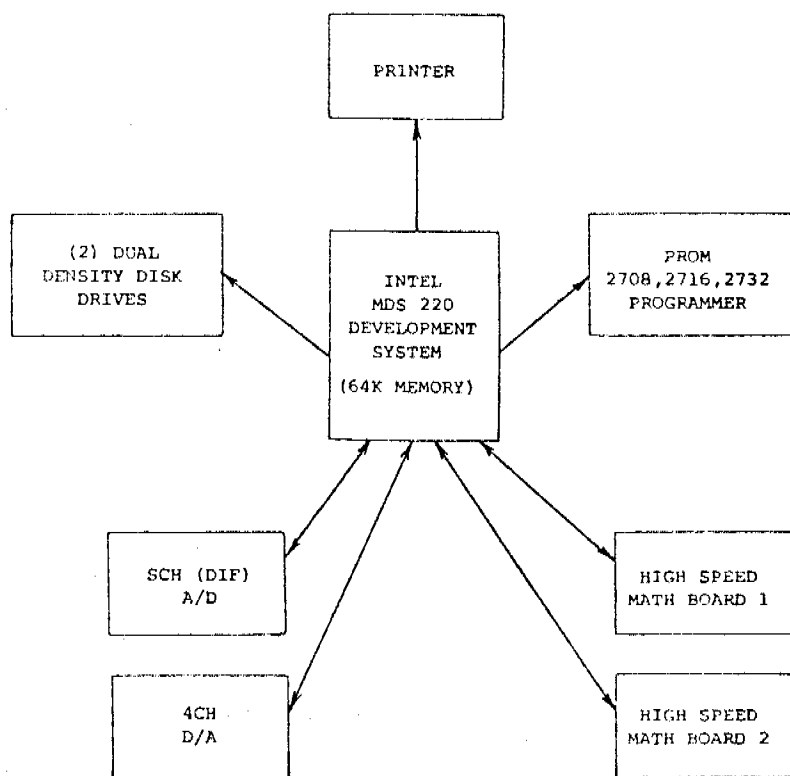 PRINTER
(2) DUAL
DENSITY DISK
DRIVES
INTEL
MDS 220
DEVELOPMENT
SYSTEM
(64K MEMORY)
PROM
2708,2716,2732
PROGRAMMER
SCH (DIF)
A/D
HIGH SPEED
MATH BOARD 1
4CH
D/A
HIGH SPEED
MATH BOARD 2